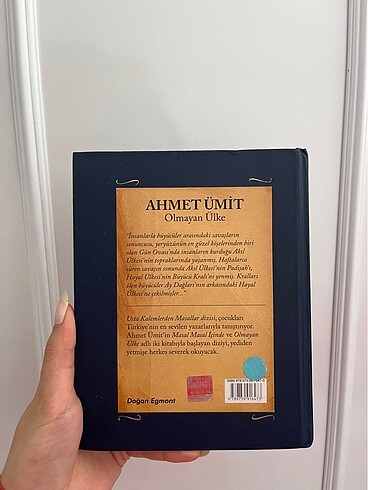 AHMET ÜMİT
Olmayan Ülke
"İnsanlarla büyücüler arasındaki savaşların
sonuncusu, yeryüzünün en güzel köşelerinden biri
olan Gün Ovası'nda insanların kurduğu Akıl
Ülkesi'nin topraklarında yaşanmış. Haftalarca
süren savaşın sonunda Akıl Ülkesi'nin Padişahı,
Hayal Ülkesi'nin Büyücü Kralı'nı yenmiş. Kralları
ölen büyücüler Ay Dağları'nın arkasındaki Hayal
Ülkesi'ne çekilmişler..."
Usta Kalemlerden Masallar dizisi, çocukları
Türkiye'nin en sevilen yazarlarıyla tanıştırıyor.
Ahmet Ümit'in Masal Masal İçinde ve Olmayan
Ülke adlı iki kitabıyla başlayan diziyi, yediden
yetmişe herkes severek okuyacak.
Doğan Egmont